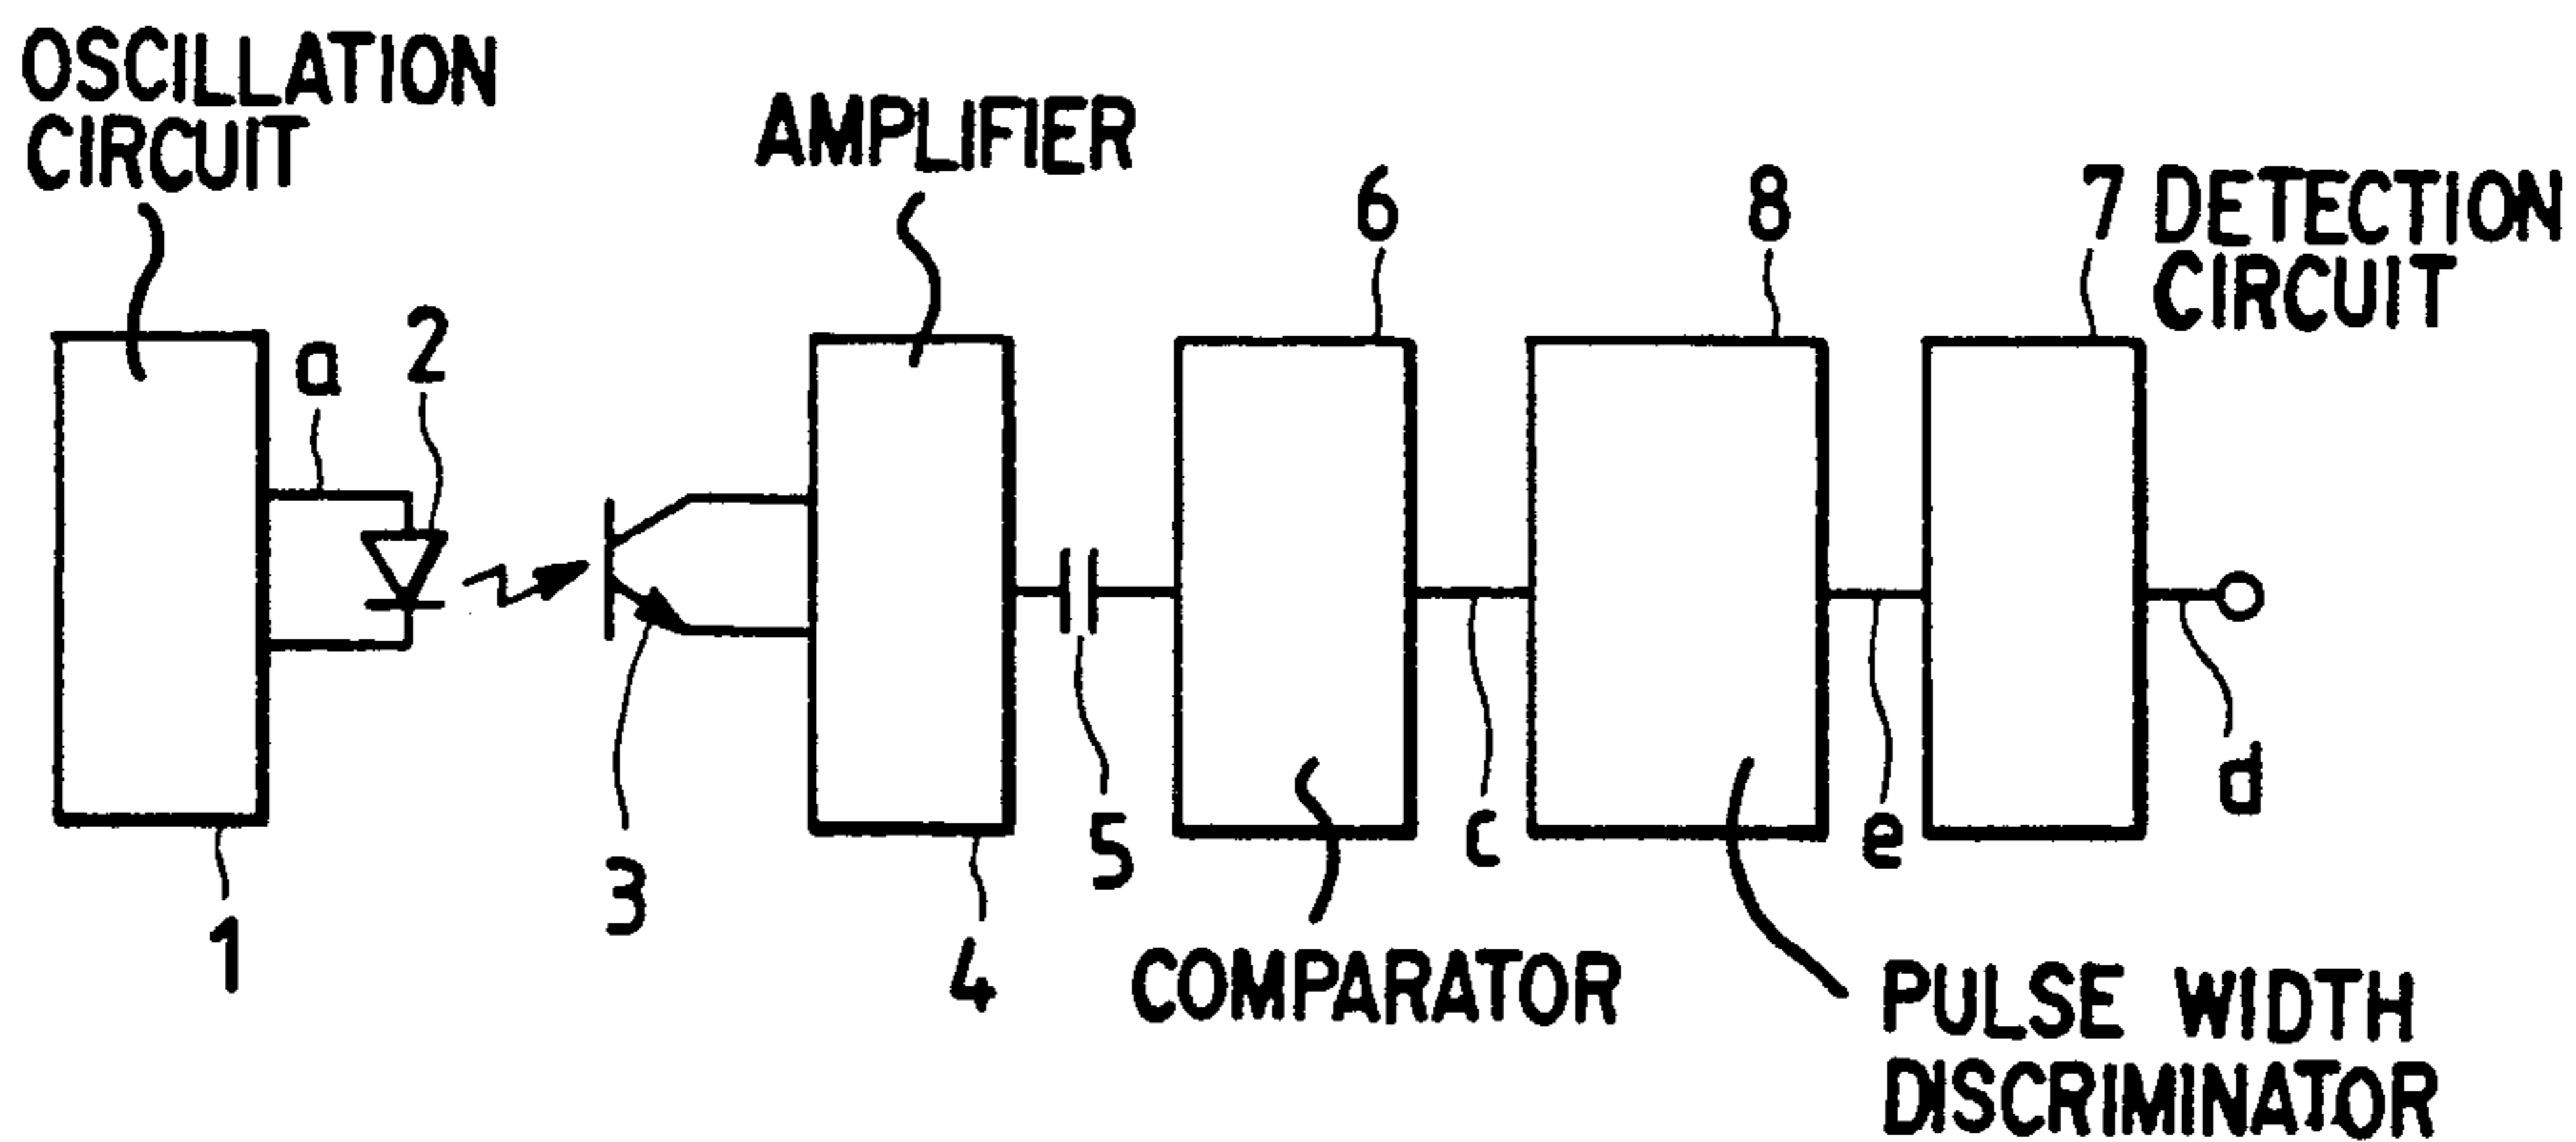 OSCILLATION
CIRCUIT
AMPLIFIER
6
8
7 DETECTION
CIRCUIT
a
2
3
5
c
e
d
1
4
COMPARATOR
PULSE WIDTH
DISCRIMINATOR